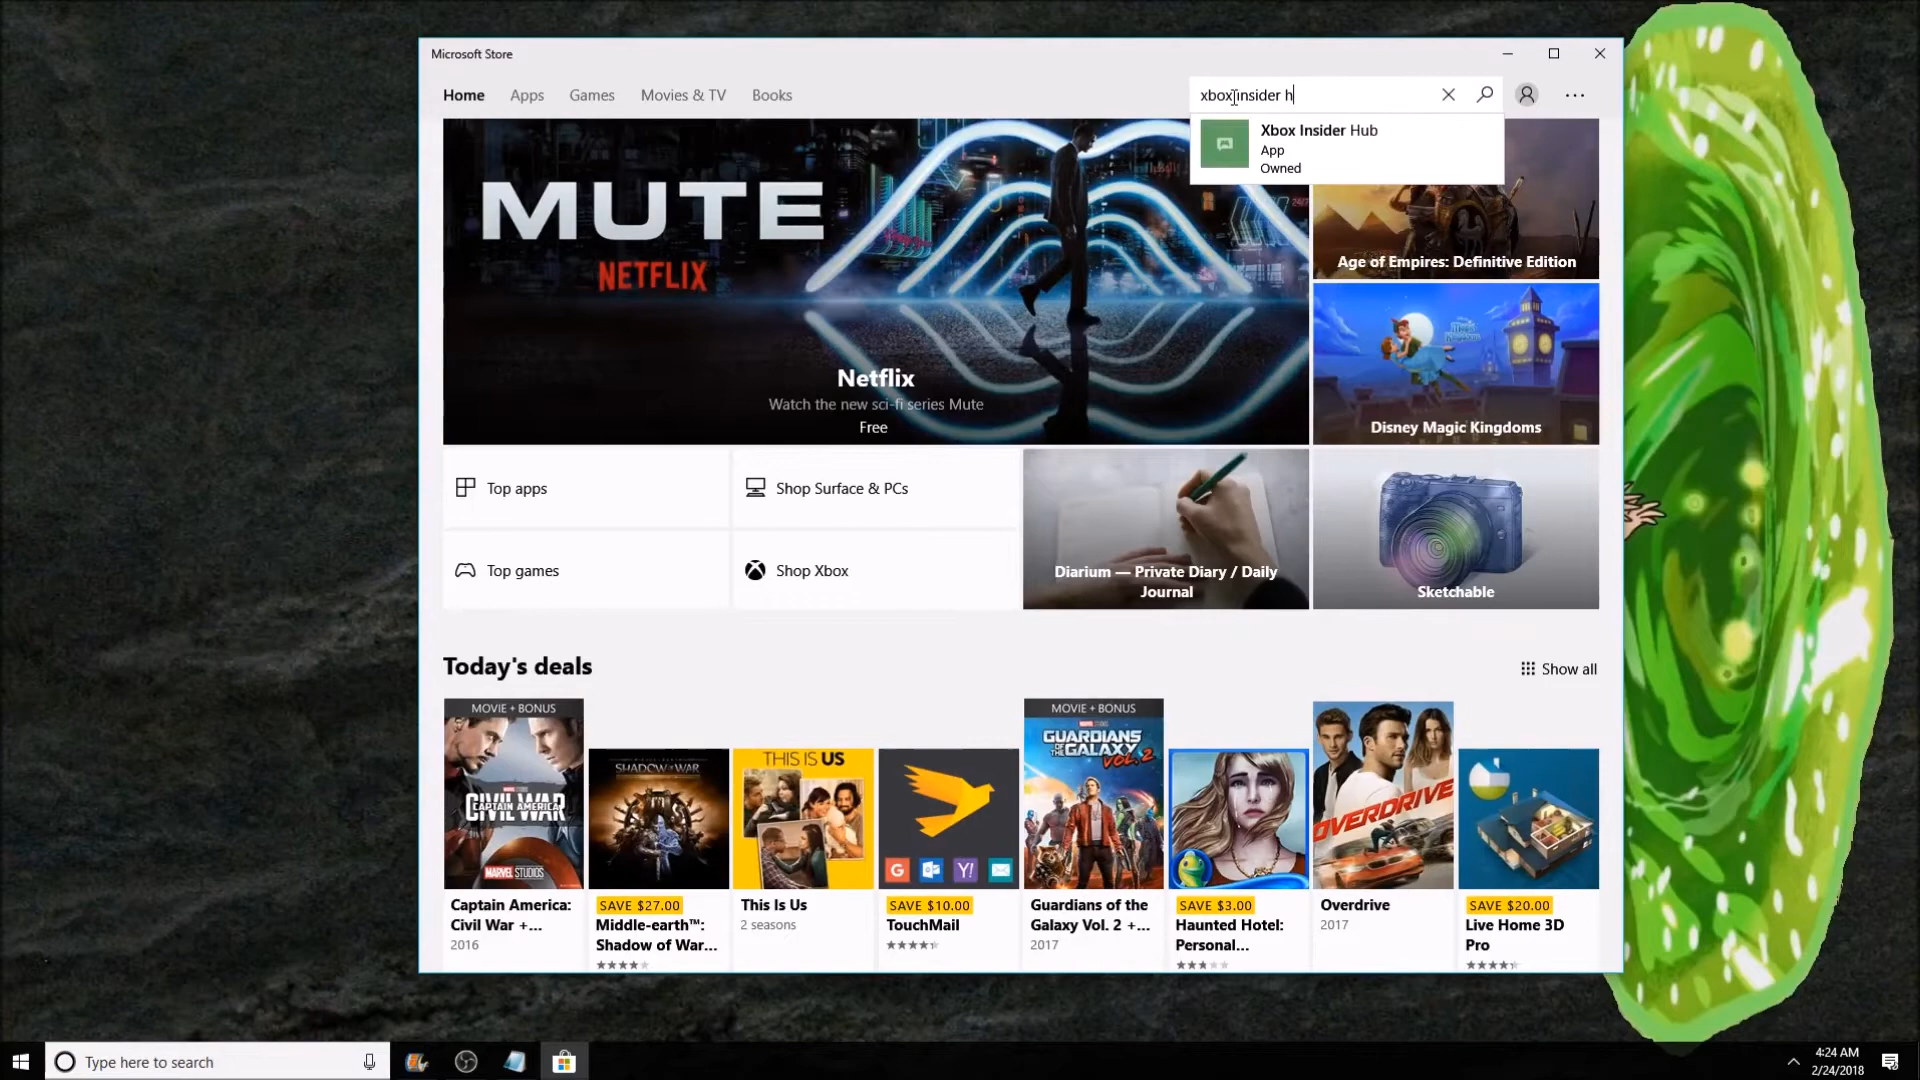 Microsoft Store
Home Apps Games Movies & TV Books
xbox insider h
Xbox Insider Hub
App
Owned
MUTE
NETFLIX
Netflix
Watch the new sci-fi series Mute
Free
Age of Empires: Definitive Edition
Disney Magic Kingdoms
Top apps
Shop Surface & PCs
Top games
Shop Xbox
Diarium — Private Diary / Daily
Journal
Sketchable
Today's deals
Show all
MOVIE + BONUS
CAPTAIN AMERICA
CIVIL WAR
MARVEL STUDIOS
Captain America:
Civil War +...
2016
SHADOW OF WAR
SAVE $27.00
Middle-earth™:
Shadow of War...
THIS IS US
This Is Us
2 seasons
G
Y!
SAVE $10.00
TouchMail
MOVIE + BONUS
GUARDIANS
OF THE GALAXY
VOL. 2
Guardians of the
Galaxy Vol. 2 +...
2017
SAVE $3.00
Haunted Hotel:
Personal...
OVERDRIVE
Overdrive
2017
SAVE $20.00
Live Home 3D
Pro
Type here to search
4:24 AM
2/24/2018